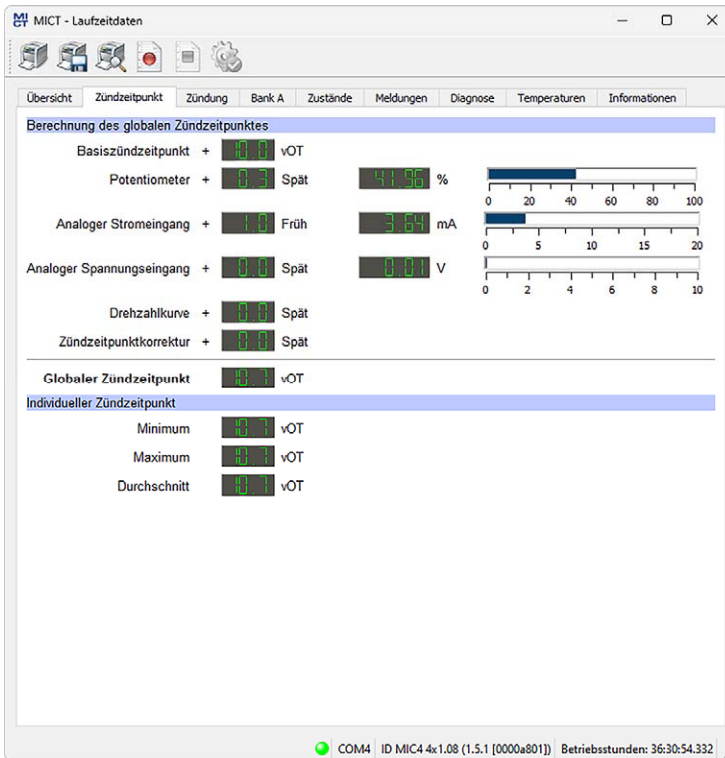 MICT - Laufzeitdaten
Übersicht Zündzeitpunkt Zündung Bank A Zustände Meldungen Diagnose Temperaturen Informationen
Berechnung des globalen Zündzeitpunktes
Basiszündzeitpunkt + 10.0 vOT
Potentiometer + 0.3 Spät 41.96 %
0 20 40 60 80 100
Analoger Stromeingang + 1.0 Früh 3.64 mA
0 5 10 15 20
Analoger Spannungseingang + 0.0 Spät 0.01 V
0 2 4 6 8 10
Drehzahlkurve + 0.0 Spät
Zündzeitpunktkorrektur + 0.0 Spät
Globaler Zündzeitpunkt 10.7 vOT
Individueller Zündzeitpunkt
Minimum 10.7 vOT
Maximum 10.7 vOT
Durchschnitt 10.7 vOT
COM4 ID MIC4 4x1.08 (1.5.1 [0000a801]) Betriebsstunden: 36:30:54.332